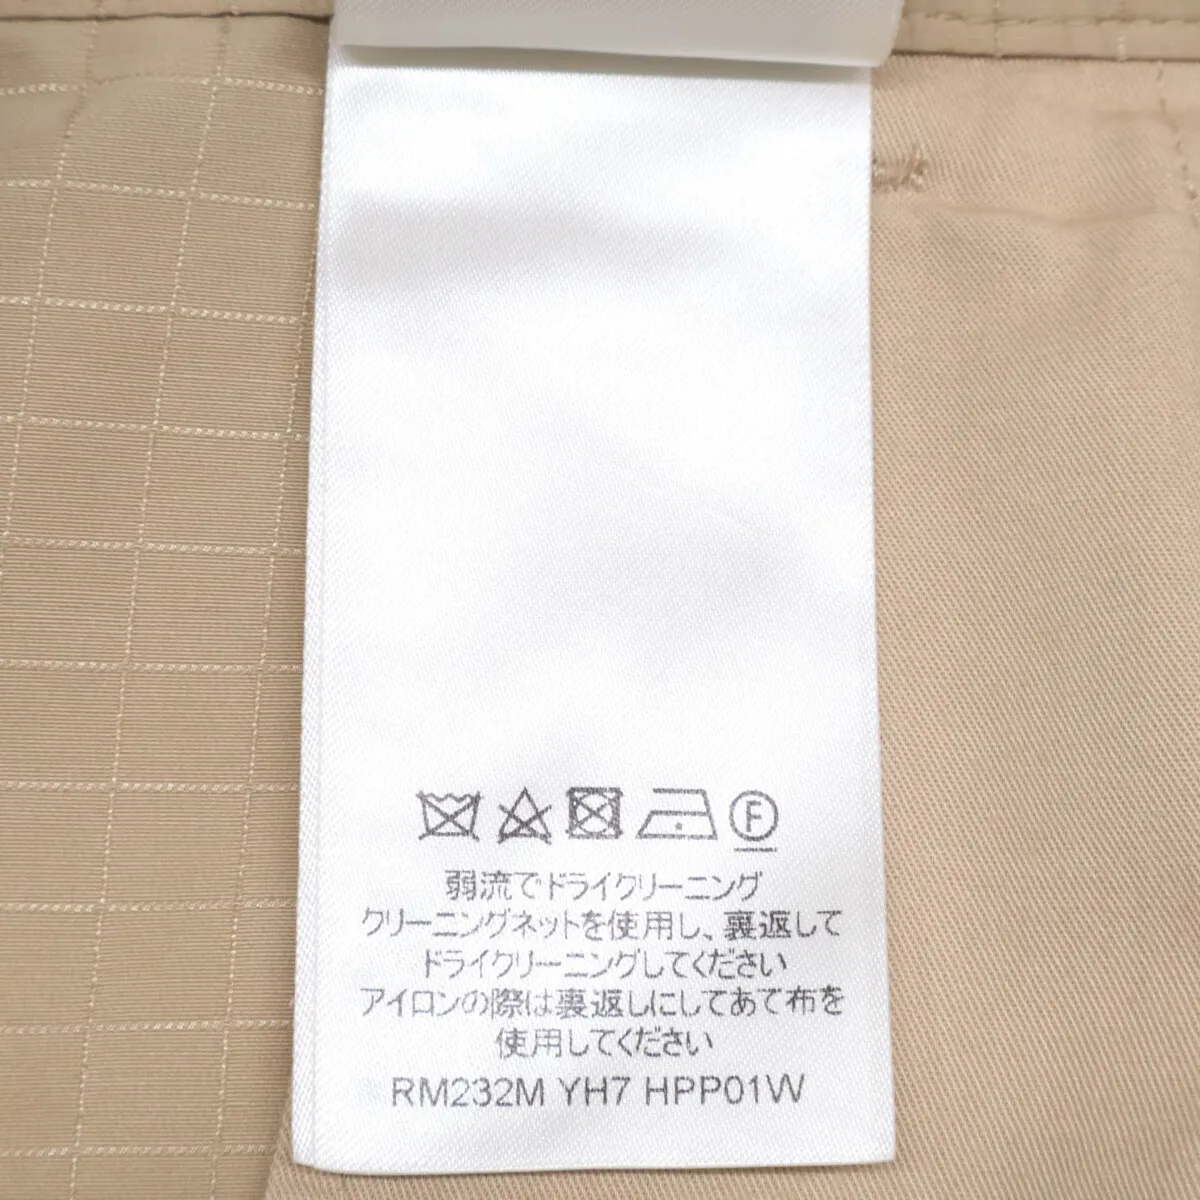 F
弱流でドライクリーニング
クリーニングネットを使用し、裏返して
ドライクリーニングしてください
アイロンの際は裏返しにしてあて布を
使用してください
RM232M YH7 HPP01W